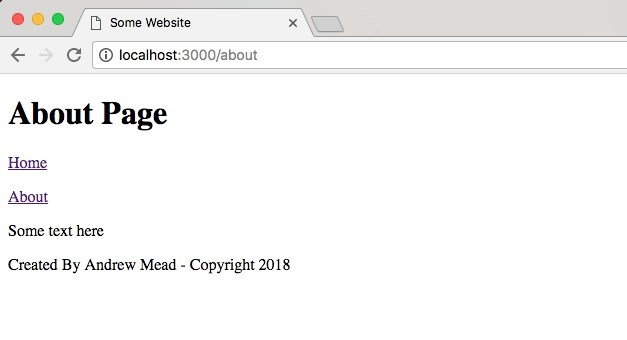 Some Website
localhost:3000/about
About Page
Home
About
Some text here
Created By Andrew Mead - Copyright 2018